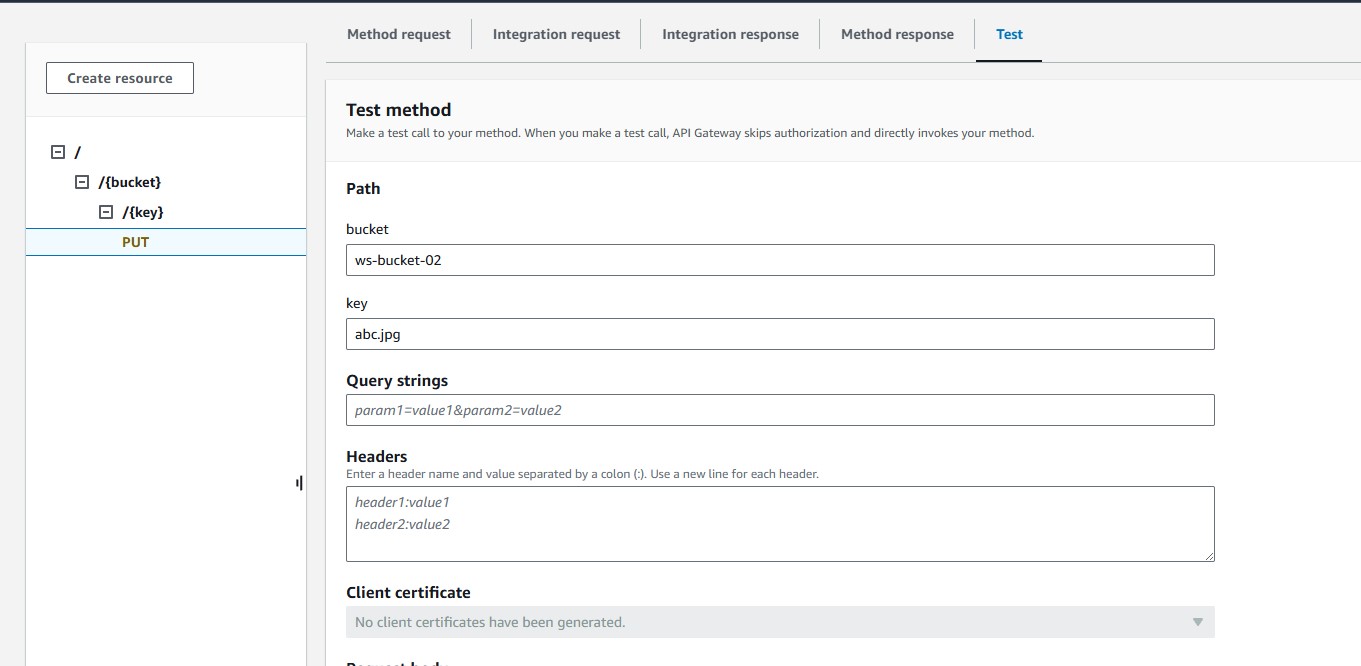 Method request
Integration request
Integration response
Method response
Test
Create resource
/
/{bucket}
/{key}
PUT
Test method
Make a test call to your method. When you make a test call, API Gateway skips authorization and directly invokes your method.
Path
bucket
ws-bucket-02
key
abc.jpg
Query strings
param1=value1&param2=value2
Headers
Enter a header name and value separated by a colon (:). Use a new line for each header.
header1:value1
header2:value2
Client certificate
No client certificates have been generated.
Request body